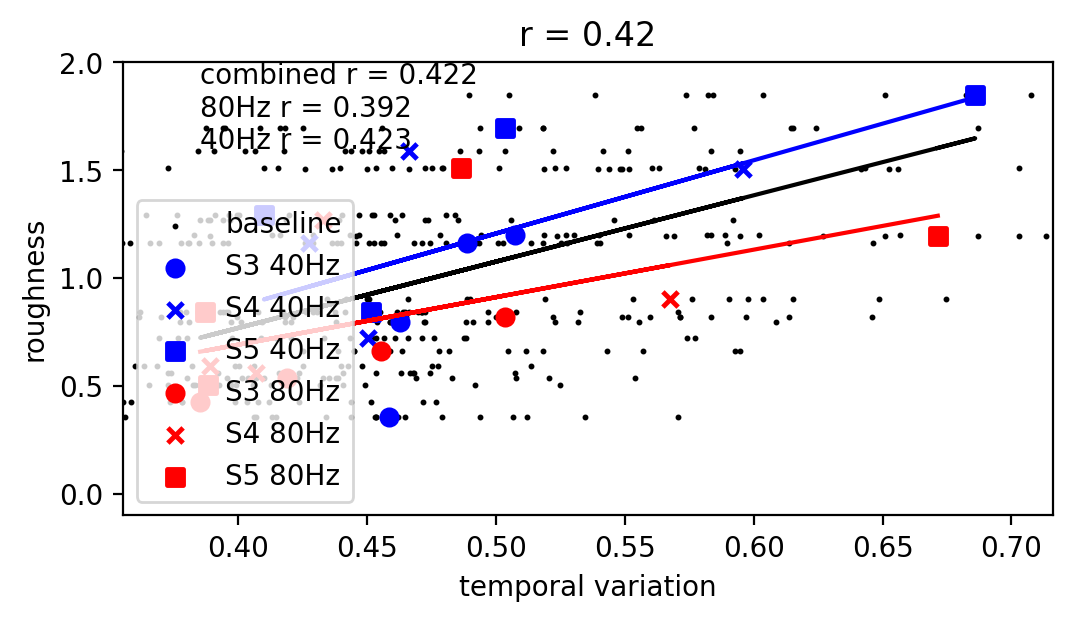 r = 0.42
combined r = 0.422
80Hz r = 0.392
40Hz r = 0.423
roughness
2.0
1.5
1.0
0.5
0.0
baseline
S3 40Hz
S4 40Hz
S5 40Hz
S3 80Hz
S4 80Hz
S5 80Hz
0.40 0.45 0.50 0.55 0.60 0.65 0.70
temporal variation